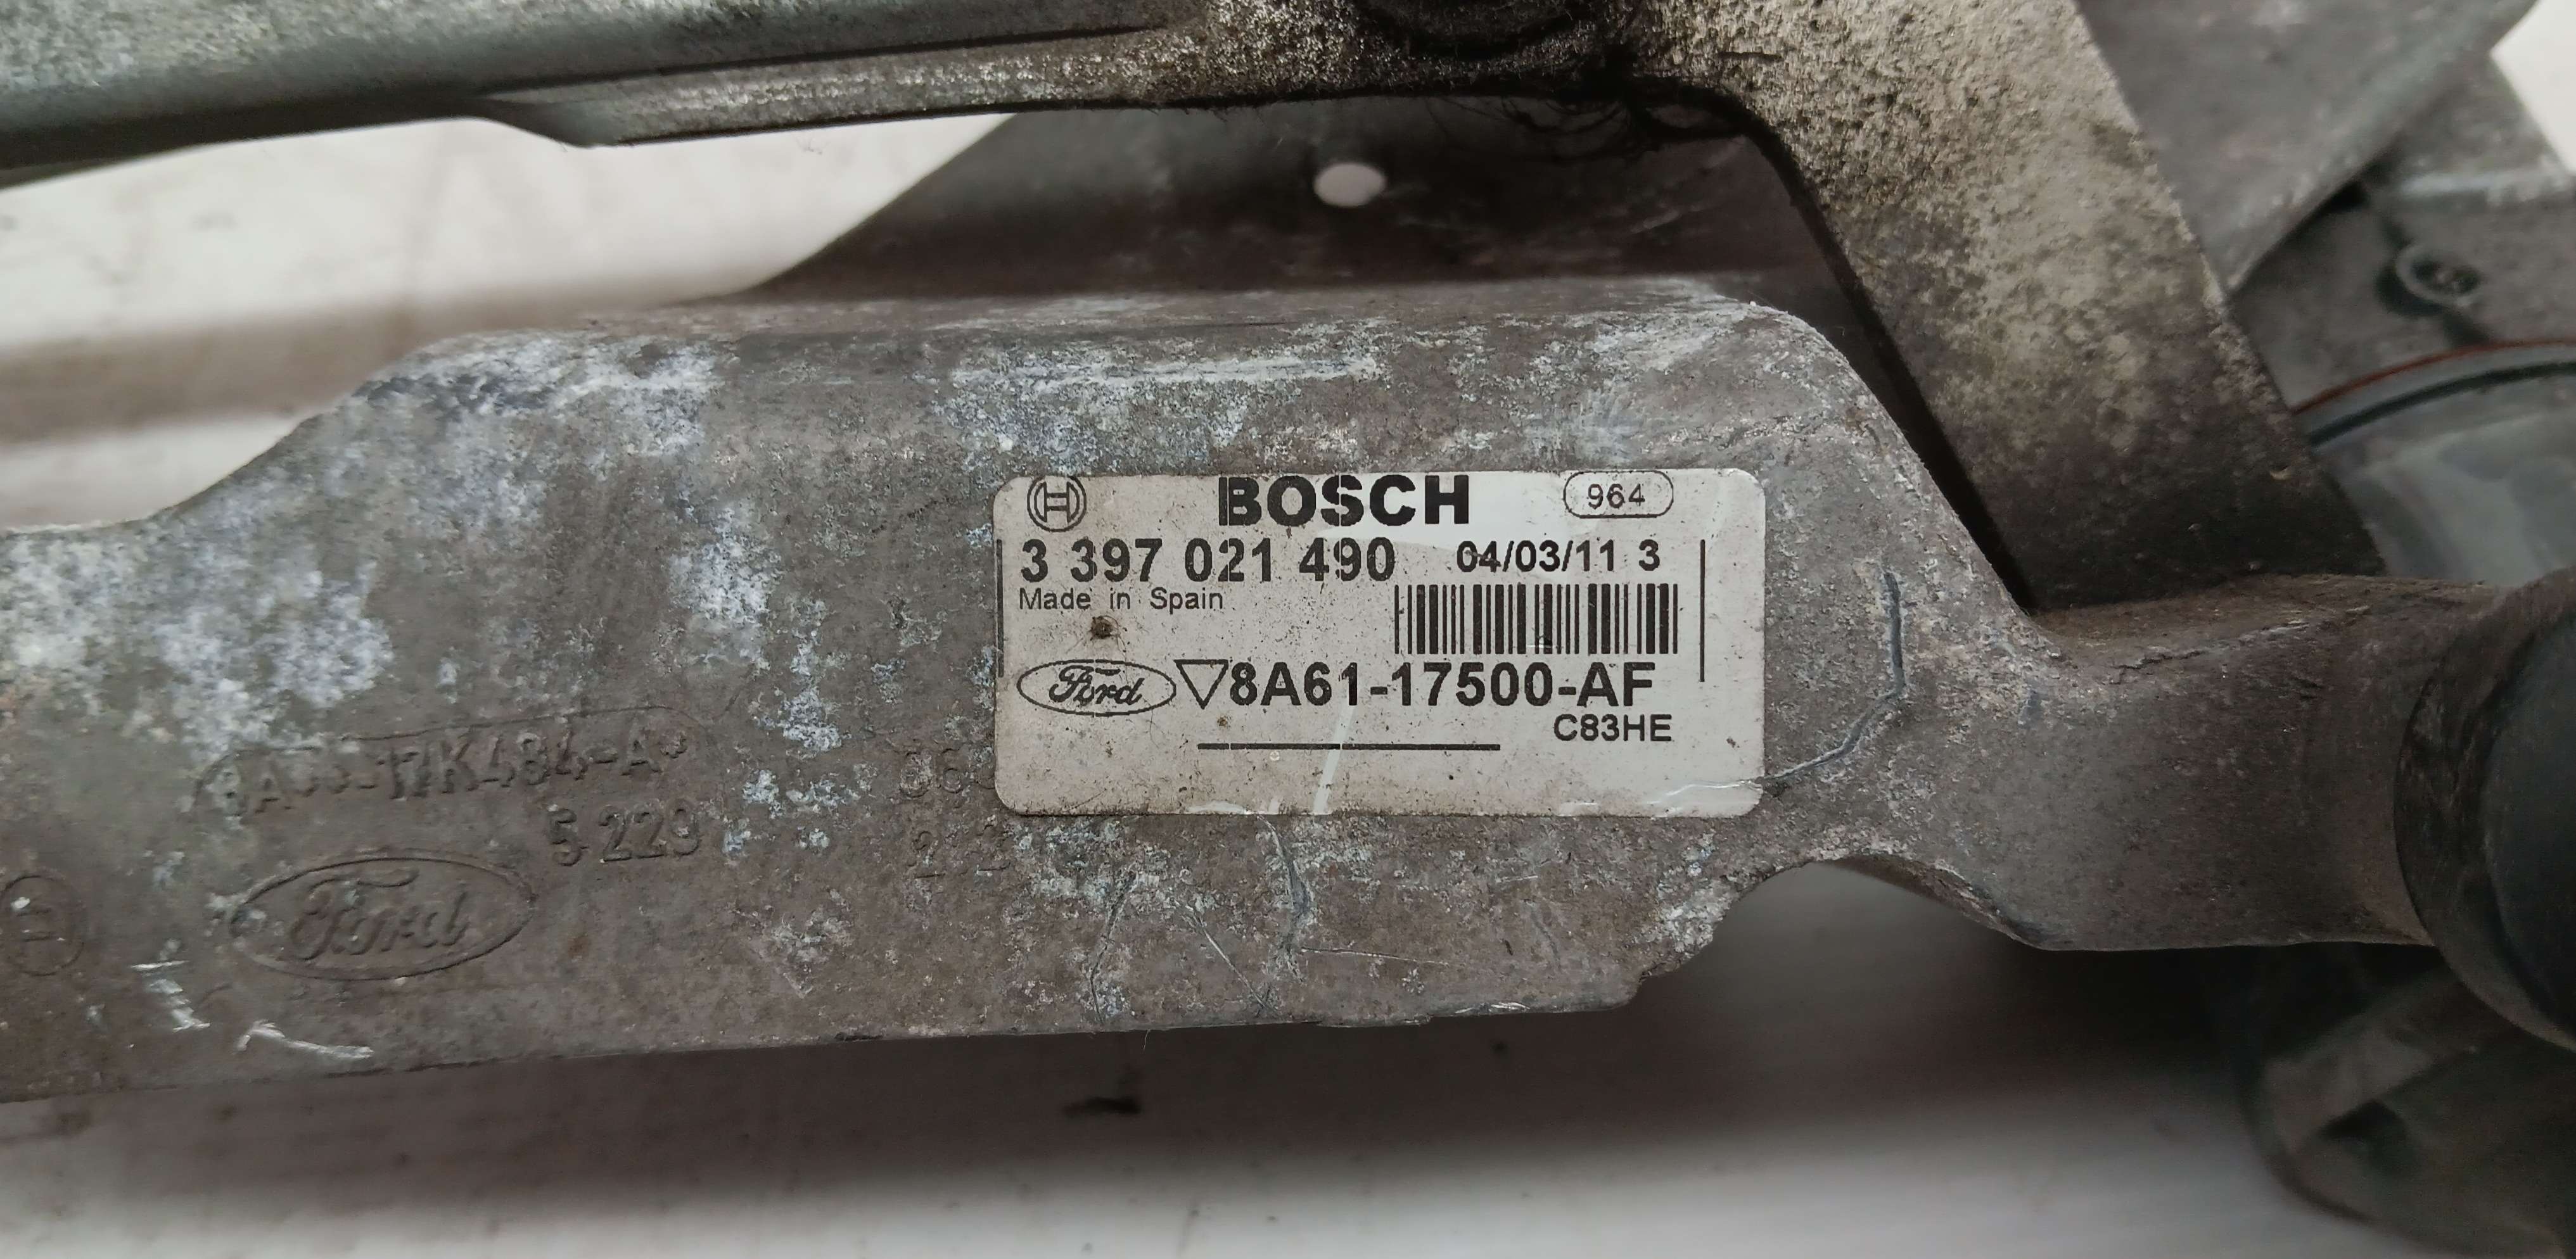 BOSCH 964
3 397 021 490 04/03/11 3
Made in Spain
Ford 8A61-17500-AF
C83HE
5 229
Ford